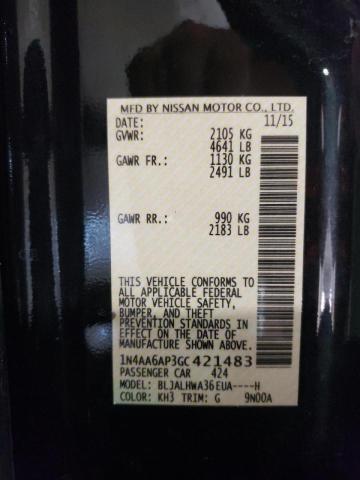 MFD BY NISSAN MOTOR CO., LTD.
DATE: 11/15
GVWR: 2105 KG
4641 LB
GAWR FR.: 1130 KG
2491 LB
GAWR RR.: 990 KG
2183 LB
THIS VEHICLE CONFORMS TO
ALL APPLICABLE FEDERAL
MOTOR VEHICLE SAFETY,
BUMPER, AND THEFT
PREVENTION STANDARDS IN
EFFECT ON THE DATE OF
MANUFACTURE SHOWN ABOVE.
1N4AA6AP3GC421483
PASSENGER CAR 424
MODEL: BLJALHWA36EUA----H
COLOR: KH3 TRIM: G 9N00A